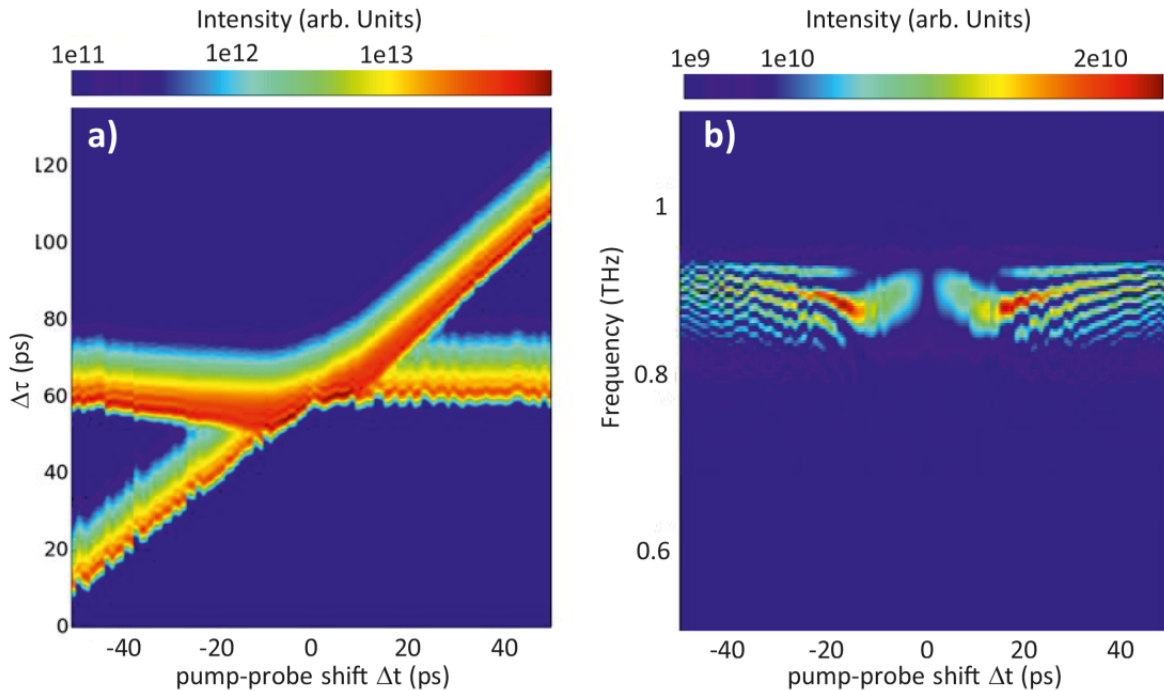 Intensity (arb. Units)
1e11 1e12 1e13
a)
120
100
80
60
40
20
0
Δτ (ps)
-40 -20 0 20 40
pump-probe shift Δt (ps)
Intensity (arb. Units)
1e9 1e10 2e10
b)
1
0.8
0.6
Frequency (THz)
-40 -20 0 20 40
pump-probe shift Δt (ps)